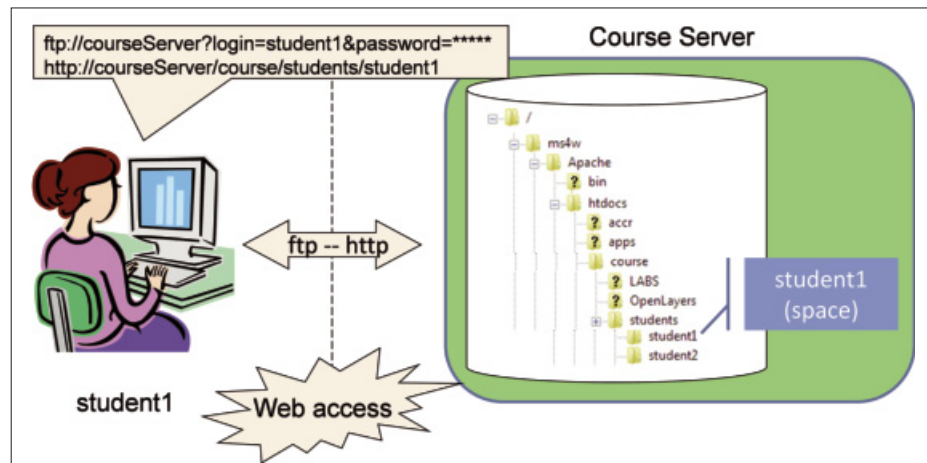 ftp://courseServer?login=student1&password=*****
http://courseServer/course/students/student1
Course Server
/
ms4w
Apache
? bin
htdocs
? accr
? apps
course
? LABS
? OpenLayers
students
student1
student2
student1
(space)
ftp -- http
student1
Web access